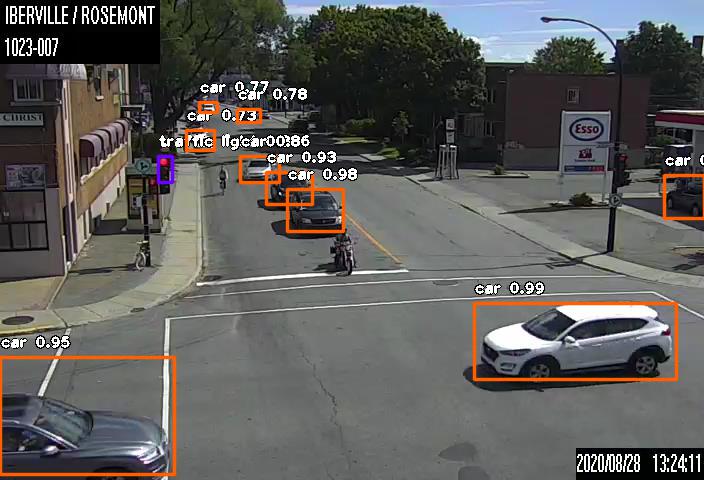 IBERVILLE / ROSEMONT
1023-007
car 0.77
car 0.78
car 0.73
car 0.86
car 0.93
CHRIST
Esso
car 0.98
car 0.99
car 0.95
2020/08/28 13:24:11